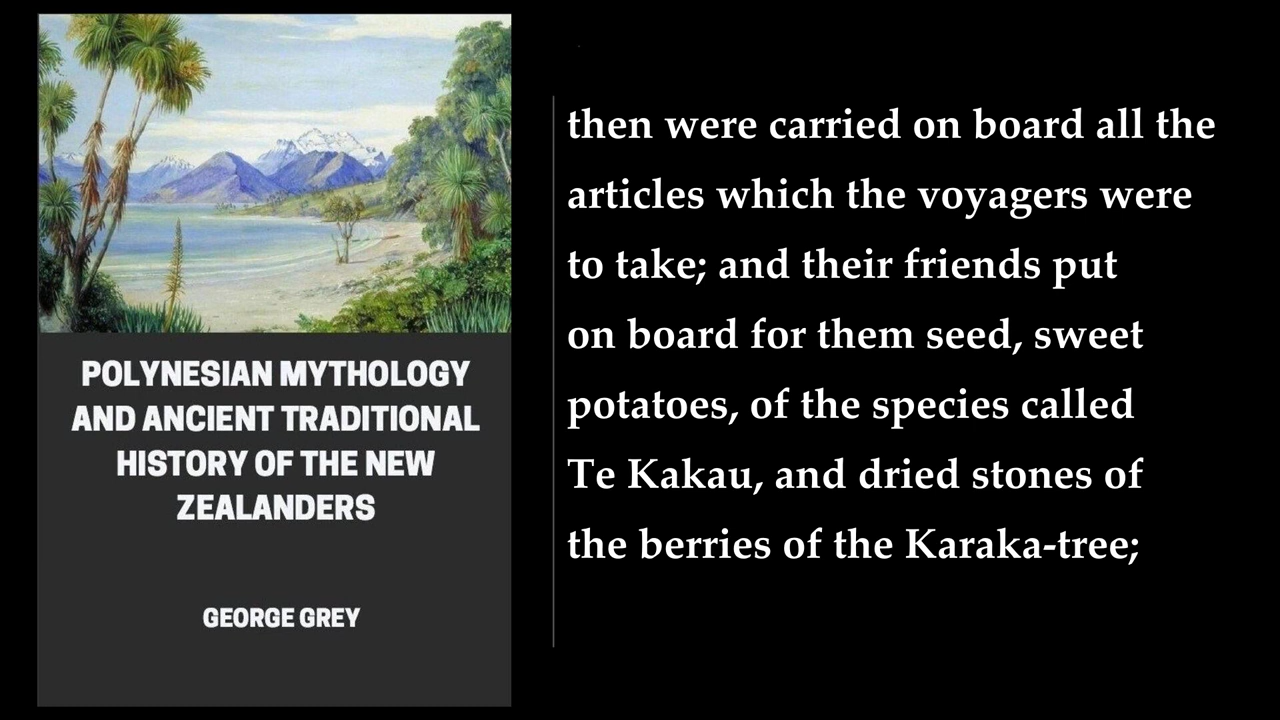 POLYNESIAN MYTHOLOGY
AND ANCIENT TRADITIONAL
HISTORY OF THE NEW
ZEALANDERS
GEORGE GREY
then were carried on board all the
articles which the voyagers were
to take; and their friends put
on board for them seed, sweet
potatoes, of the species called
Te Kakau, and dried stones of
the berries of the Karaka-tree;